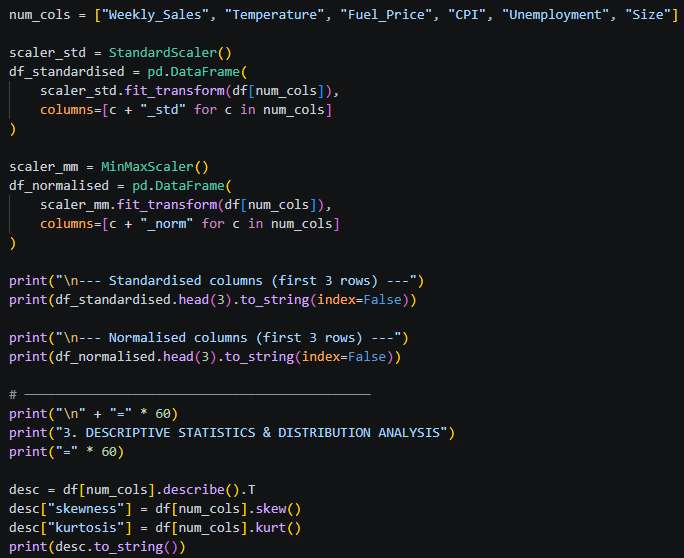 num_cols = ["Weekly_Sales", "Temperature", "Fuel_Price", "CPI", "Unemployment", "Size"]
scaler_std = StandardScaler()
df_standardised = pd.DataFrame(
    scaler_std.fit_transform(df[num_cols]),
    columns=[c + "_std" for c in num_cols]
)
scaler_mm = MinMaxScaler()
df_normalised = pd.DataFrame(
    scaler_mm.fit_transform(df[num_cols]),
    columns=[c + "_norm" for c in num_cols]
)
print("\n--- Standardised columns (first 3 rows) ---")
print(df_standardised.head(3).to_string(index=False))
print("\n--- Normalised columns (first 3 rows) ---")
print(df_normalised.head(3).to_string(index=False))
# ─────────────────────────────────────────────
print("\n" + "=" * 60)
print("3. DESCRIPTIVE STATISTICS & DISTRIBUTION ANALYSIS")
print("=" * 60)
desc = df[num_cols].describe().T
desc["skewness"] = df[num_cols].skew()
desc["kurtosis"] = df[num_cols].kurt()
print(desc.to_string())